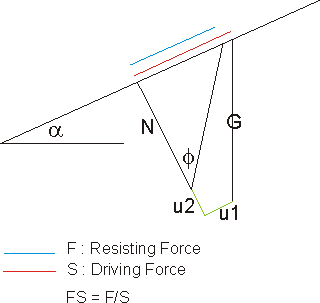 α
N
G
ϕ
u2
u1
F : Resisting Force
S : Driving Force
FS = F/S